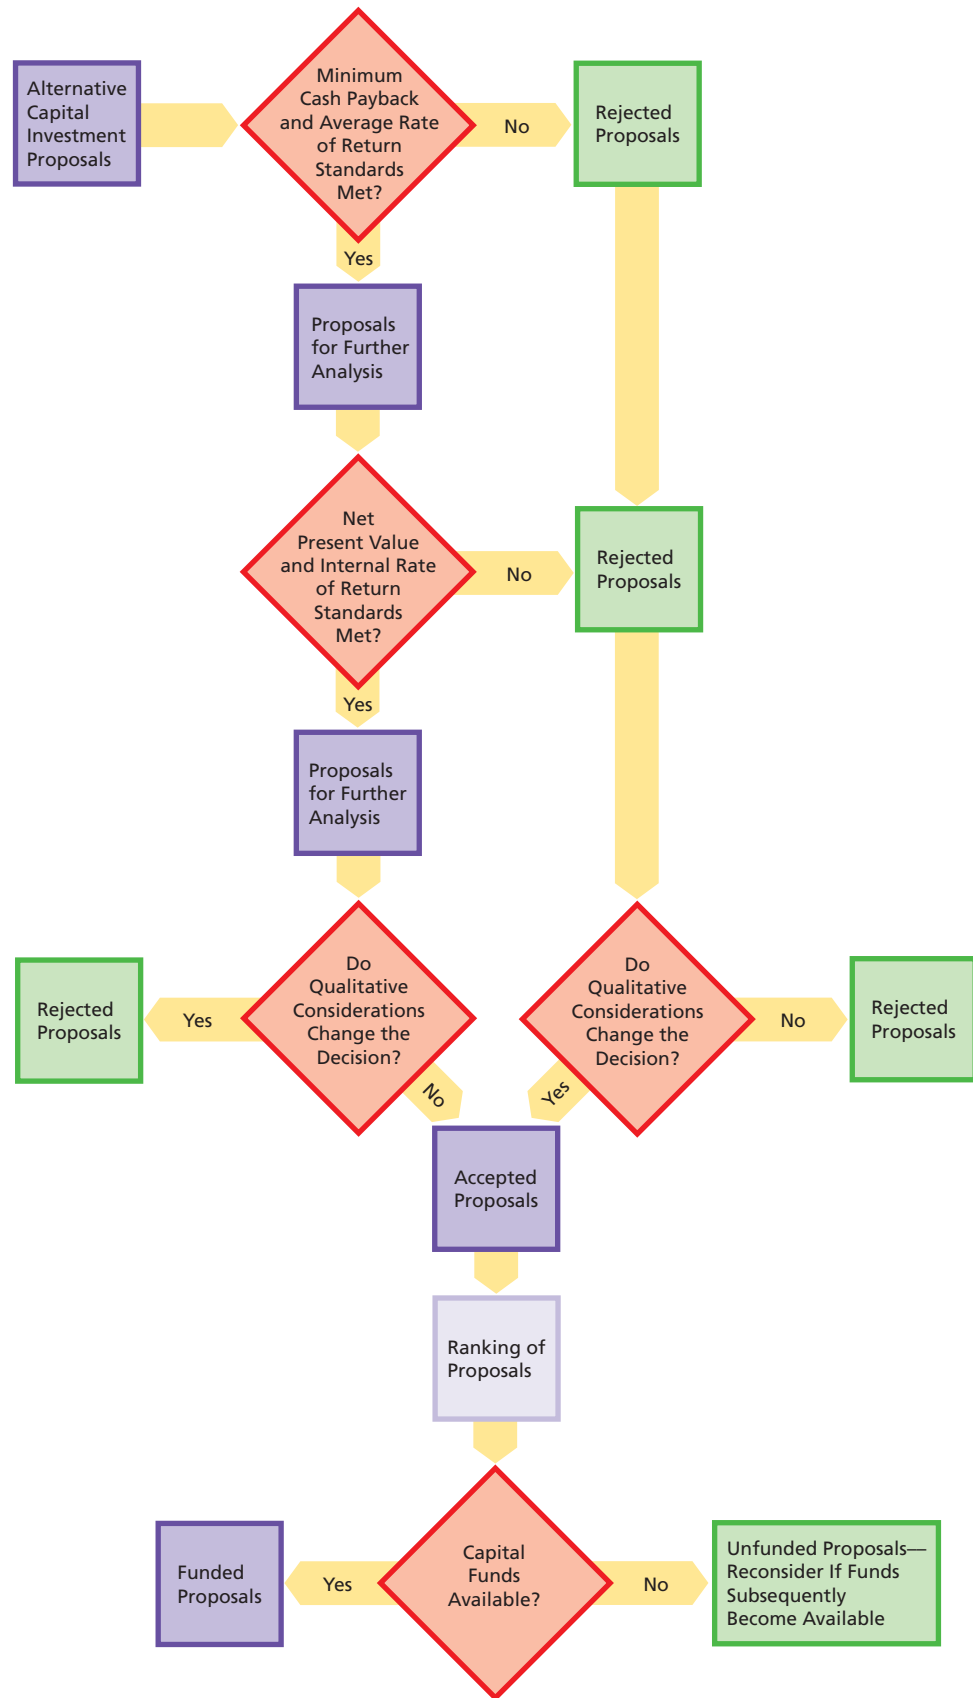 Alternative
Capital
Investment
Proposals
Minimum
Cash Payback
and Average Rate
of Return
Standards
Met?
No
Rejected
Proposals
Yes
Proposals
for Further
Analysis
Net
Present Value
and Internal Rate
of Return
Standards
Met?
No
Rejected
Proposals
Yes
Proposals
for Further
Analysis
Rejected
Proposals
Yes
Do
Qualitative
Considerations
Change the
Decision?
No
Do
Qualitative
Considerations
Change the
Decision?
Yes
No
Rejected
Proposals
Accepted
Proposals
Ranking of
Proposals
Funded
Proposals
Yes
Capital
Funds
Available?
No
Unfunded Proposals—
Reconsider If Funds
Subsequently
Become Available